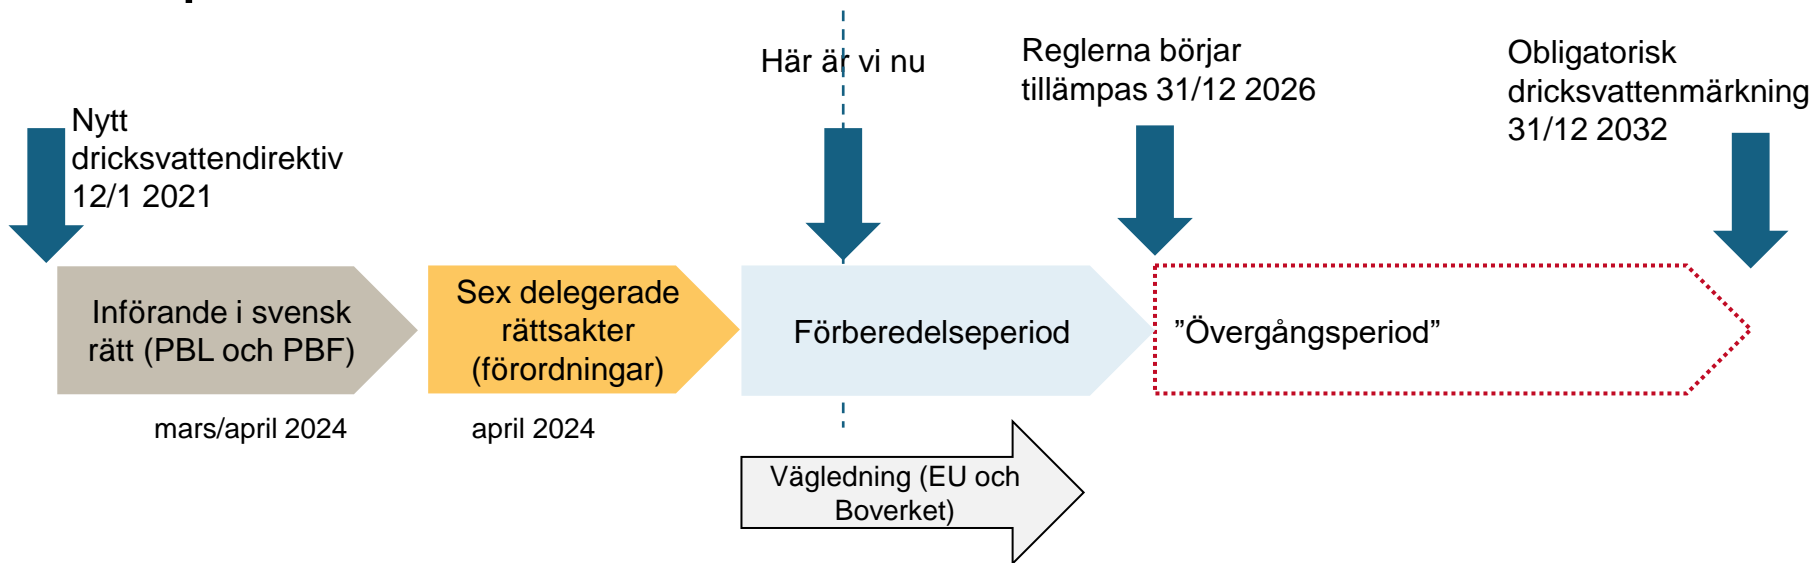 Nytt
dricksvattendirektiv
12/1 2021
Här är vi nu
Reglerna börjar
tillämpas 31/12 2026
Obligatorisk
dricksvattenmärkning
31/12 2032
Införande i svensk
rätt (PBL och PBF)
Sex delegerade
rättsakter
(förordningar)
Förberedelseperiod
”Övergångsperiod”
mars/april 2024
april 2024
Vägledning (EU och
Boverket)